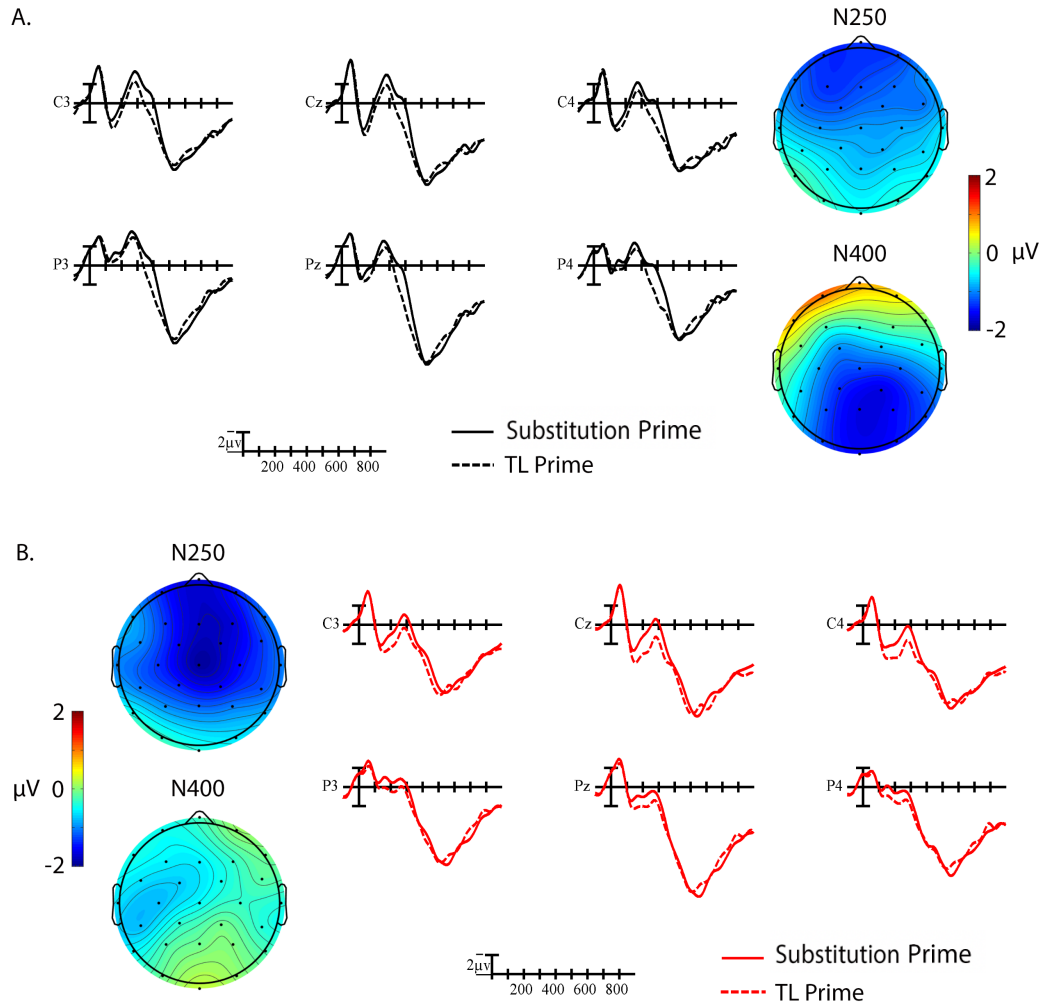 A.
N250
C3
Cz
C4
2
0
μV
-2
P3
Pz
P4
N400
2μv
200 400 600 800
Substitution Prime
TL Prime
B.
N250
C3
Cz
C4
2
μV
0
-2
N400
P3
Pz
P4
2μv
200 400 600 800
Substitution Prime
TL Prime